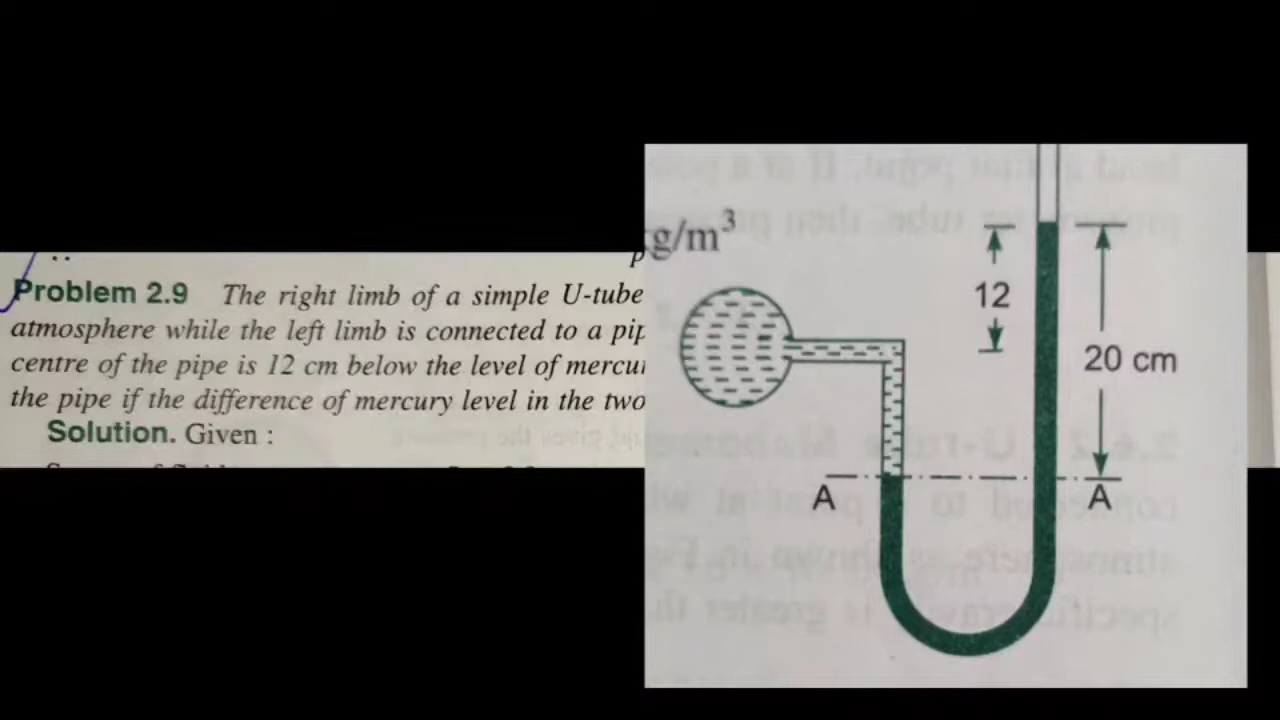 Problem 2.9 The right limb of a simple U-tube
atmosphere while the left limb is connected to a pip
centre of the pipe is 12 cm below the level of mercur
the pipe if the difference of mercury level in the two
Solution. Given :
g/m³
12
20 cm
A
A